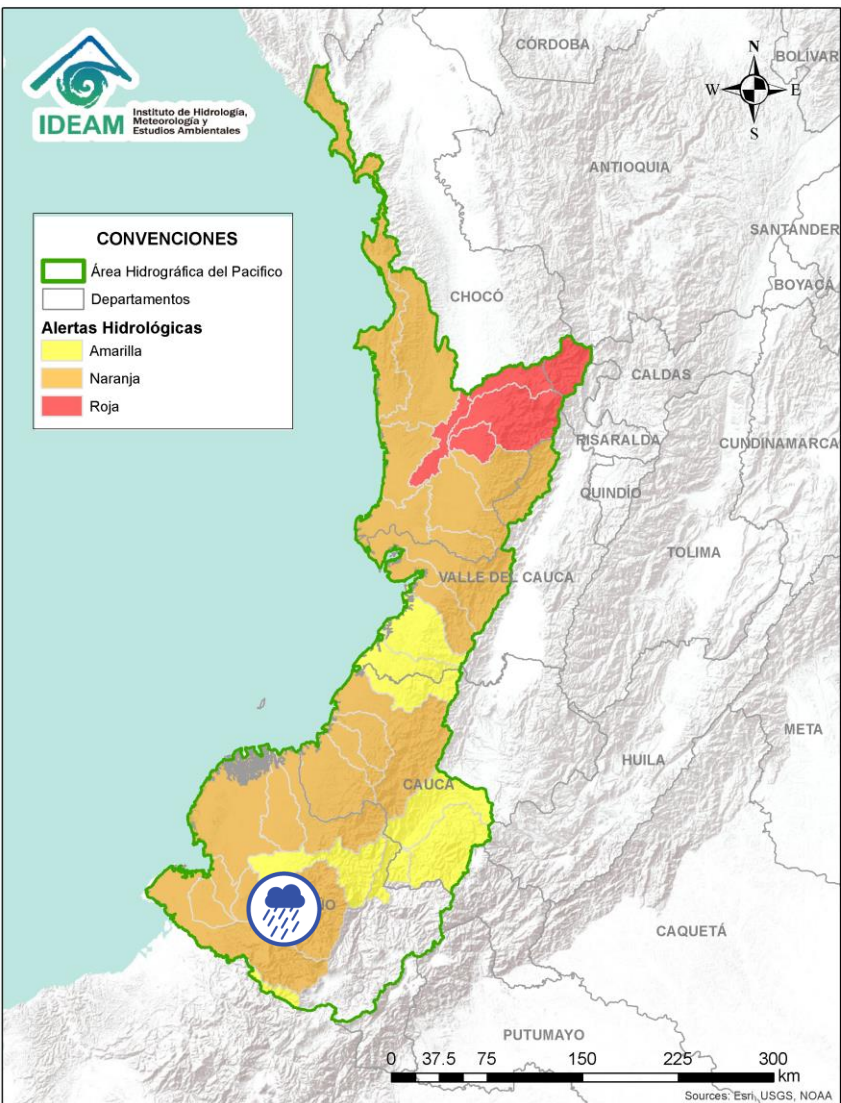 IDEAM
Instituto de Hidrología,
Meteorología y
Estudios Ambientales
CÓRDOBA
BOLÍVAR
N
W
E
S
ANTIOQUIA
SANTANDER
BOYACÁ
CONVENCIONES
Área Hidrográfica del Pacifico
Departamentos
Alertas Hidrológicas
Amarilla
Naranja
Roja
CHOCÓ
CALDAS
RISARALDA
CUNDINAMARCA
QUINDÍO
TOLIMA
VALLE DEL CAUCA
META
HUILA
CAUCA
CAQUETÁ
PUTUMAYO
0 37.5 75 150 225 300
km
Sources: Esri, USGS, NOAA